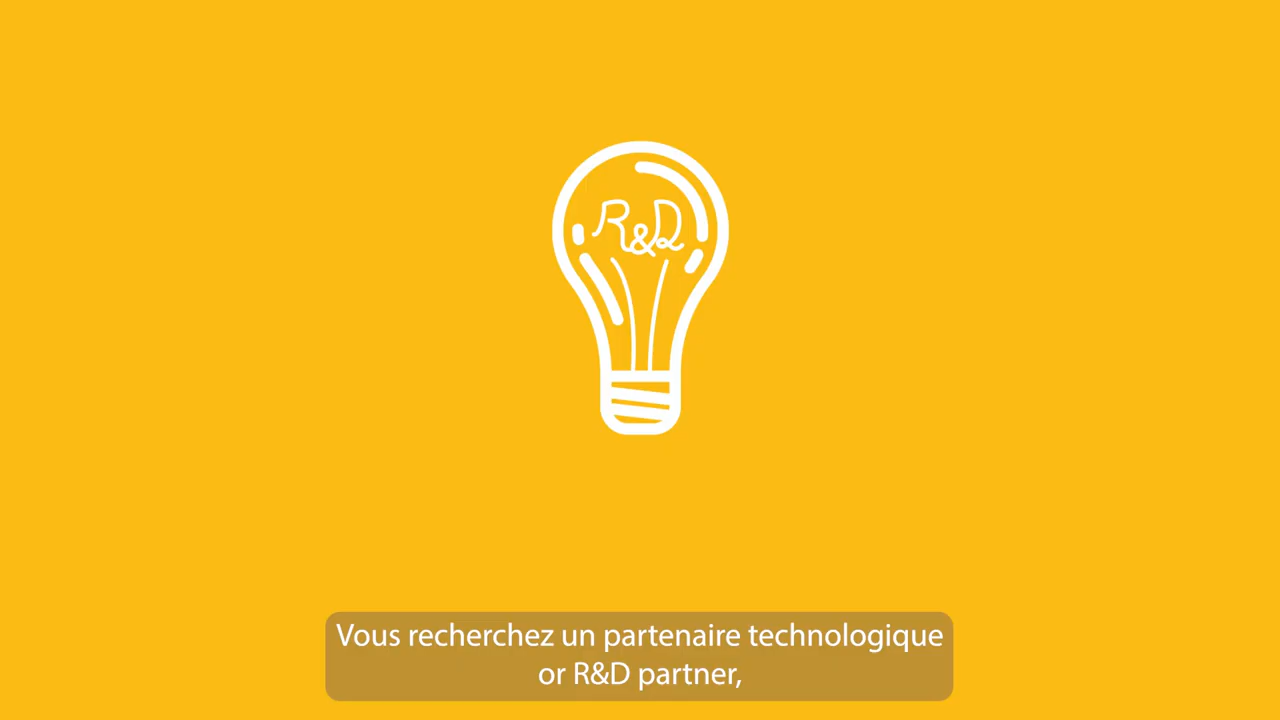 R&D
Vous recherchez un partenaire technologique
or R&D partner,